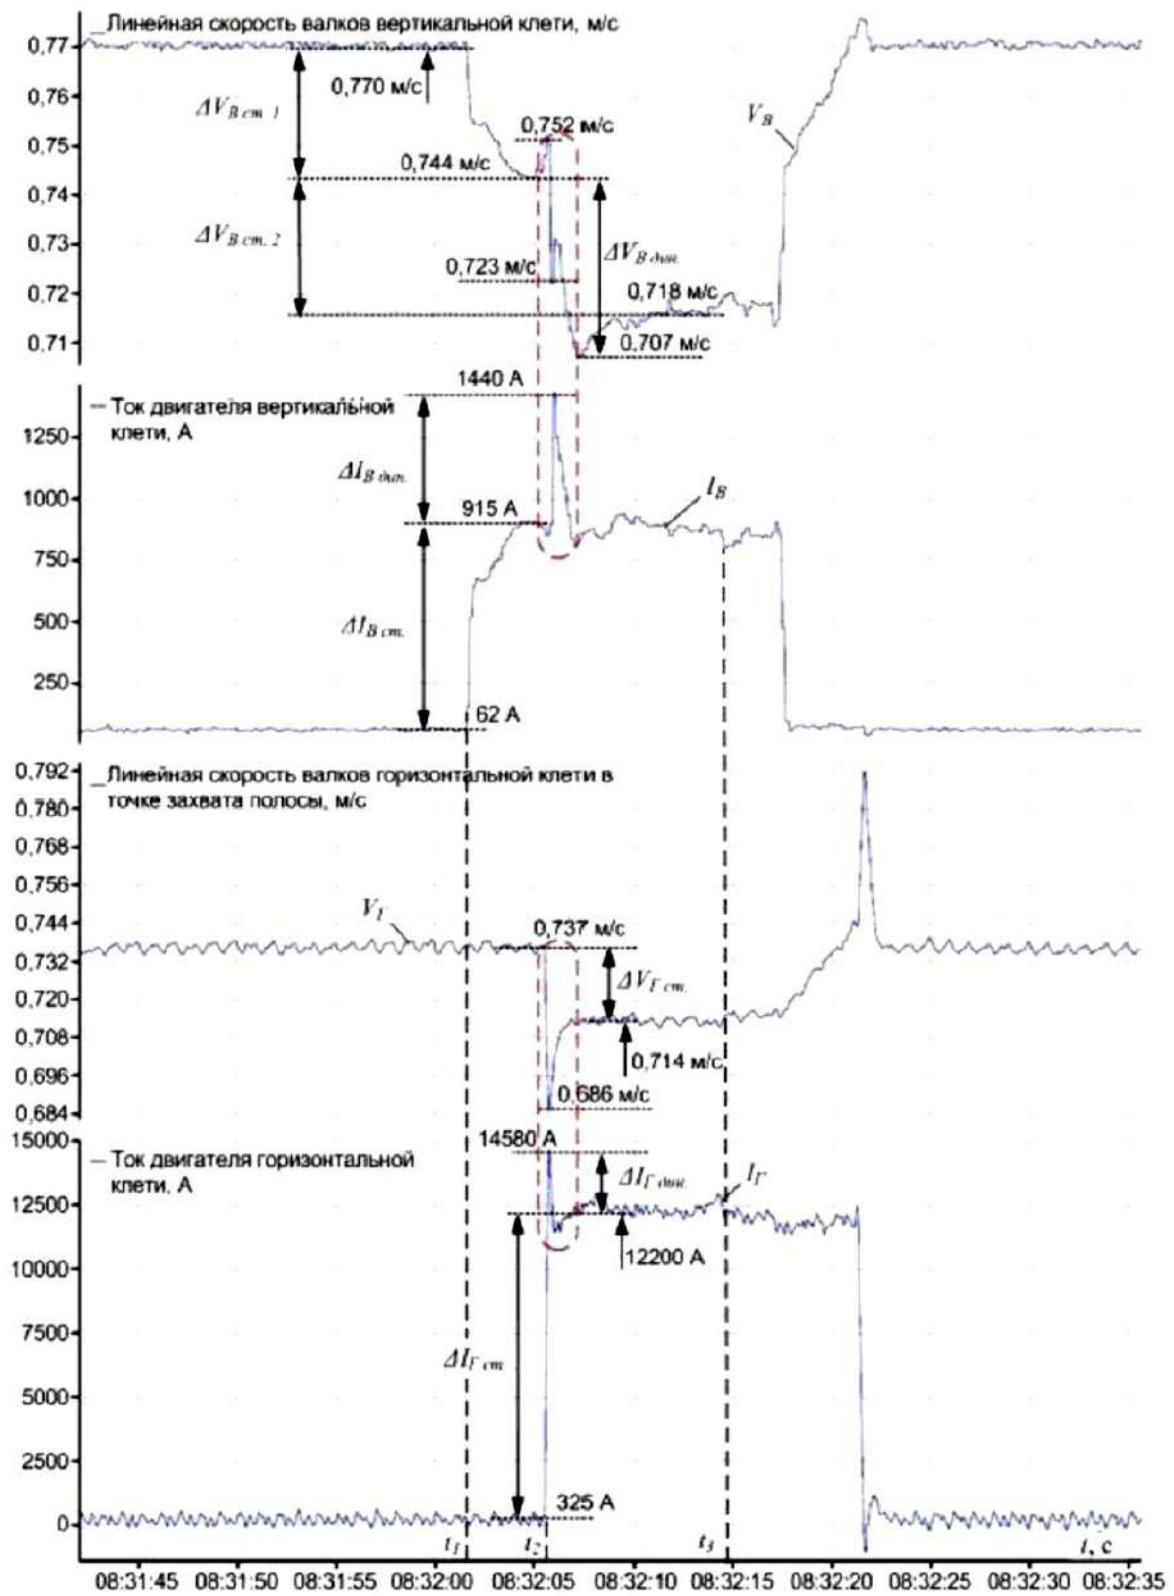 Линейная скорость валков вертикальной клети, м/с
0,77
0,76
0,75
0,74
0,73
0,72
0,71
0,770 м/с
ΔV_B ст. 1
0,752 м/с
V_B
0,744 м/с
ΔV_B ст. 2
ΔV_B дин.
0,723 м/с
0,718 м/с
0,707 м/с
1440 А
Ток двигателя вертикальной
клети, А
1250
1000
750
500
250
ΔI_B дин.
915 А
I_B
ΔI_B ст.
62 А
Линейная скорость валков горизонтальной клети в
точке захвата полосы, м/с
0,792
0,780
0,768
0,756
0,744
0,732
0,720
0,708
0,696
0,684
V_Г
0,737 м/с
ΔV_Г ст.
0,714 м/с
0,686 м/с
14580 А
Ток двигателя горизонтальной
клети, А
15000
12500
10000
7500
5000
2500
0
ΔI_Г дин.
I_Г
12200 А
ΔI_Г ст
325 А
t_1 t_2 t_3 t, с
08:31:45 08:31:50 08:31:55 08:32:00 08:32:05 08:32:10 08:32:15 08:32:20 08:32:25 08:32:30 08:32:35